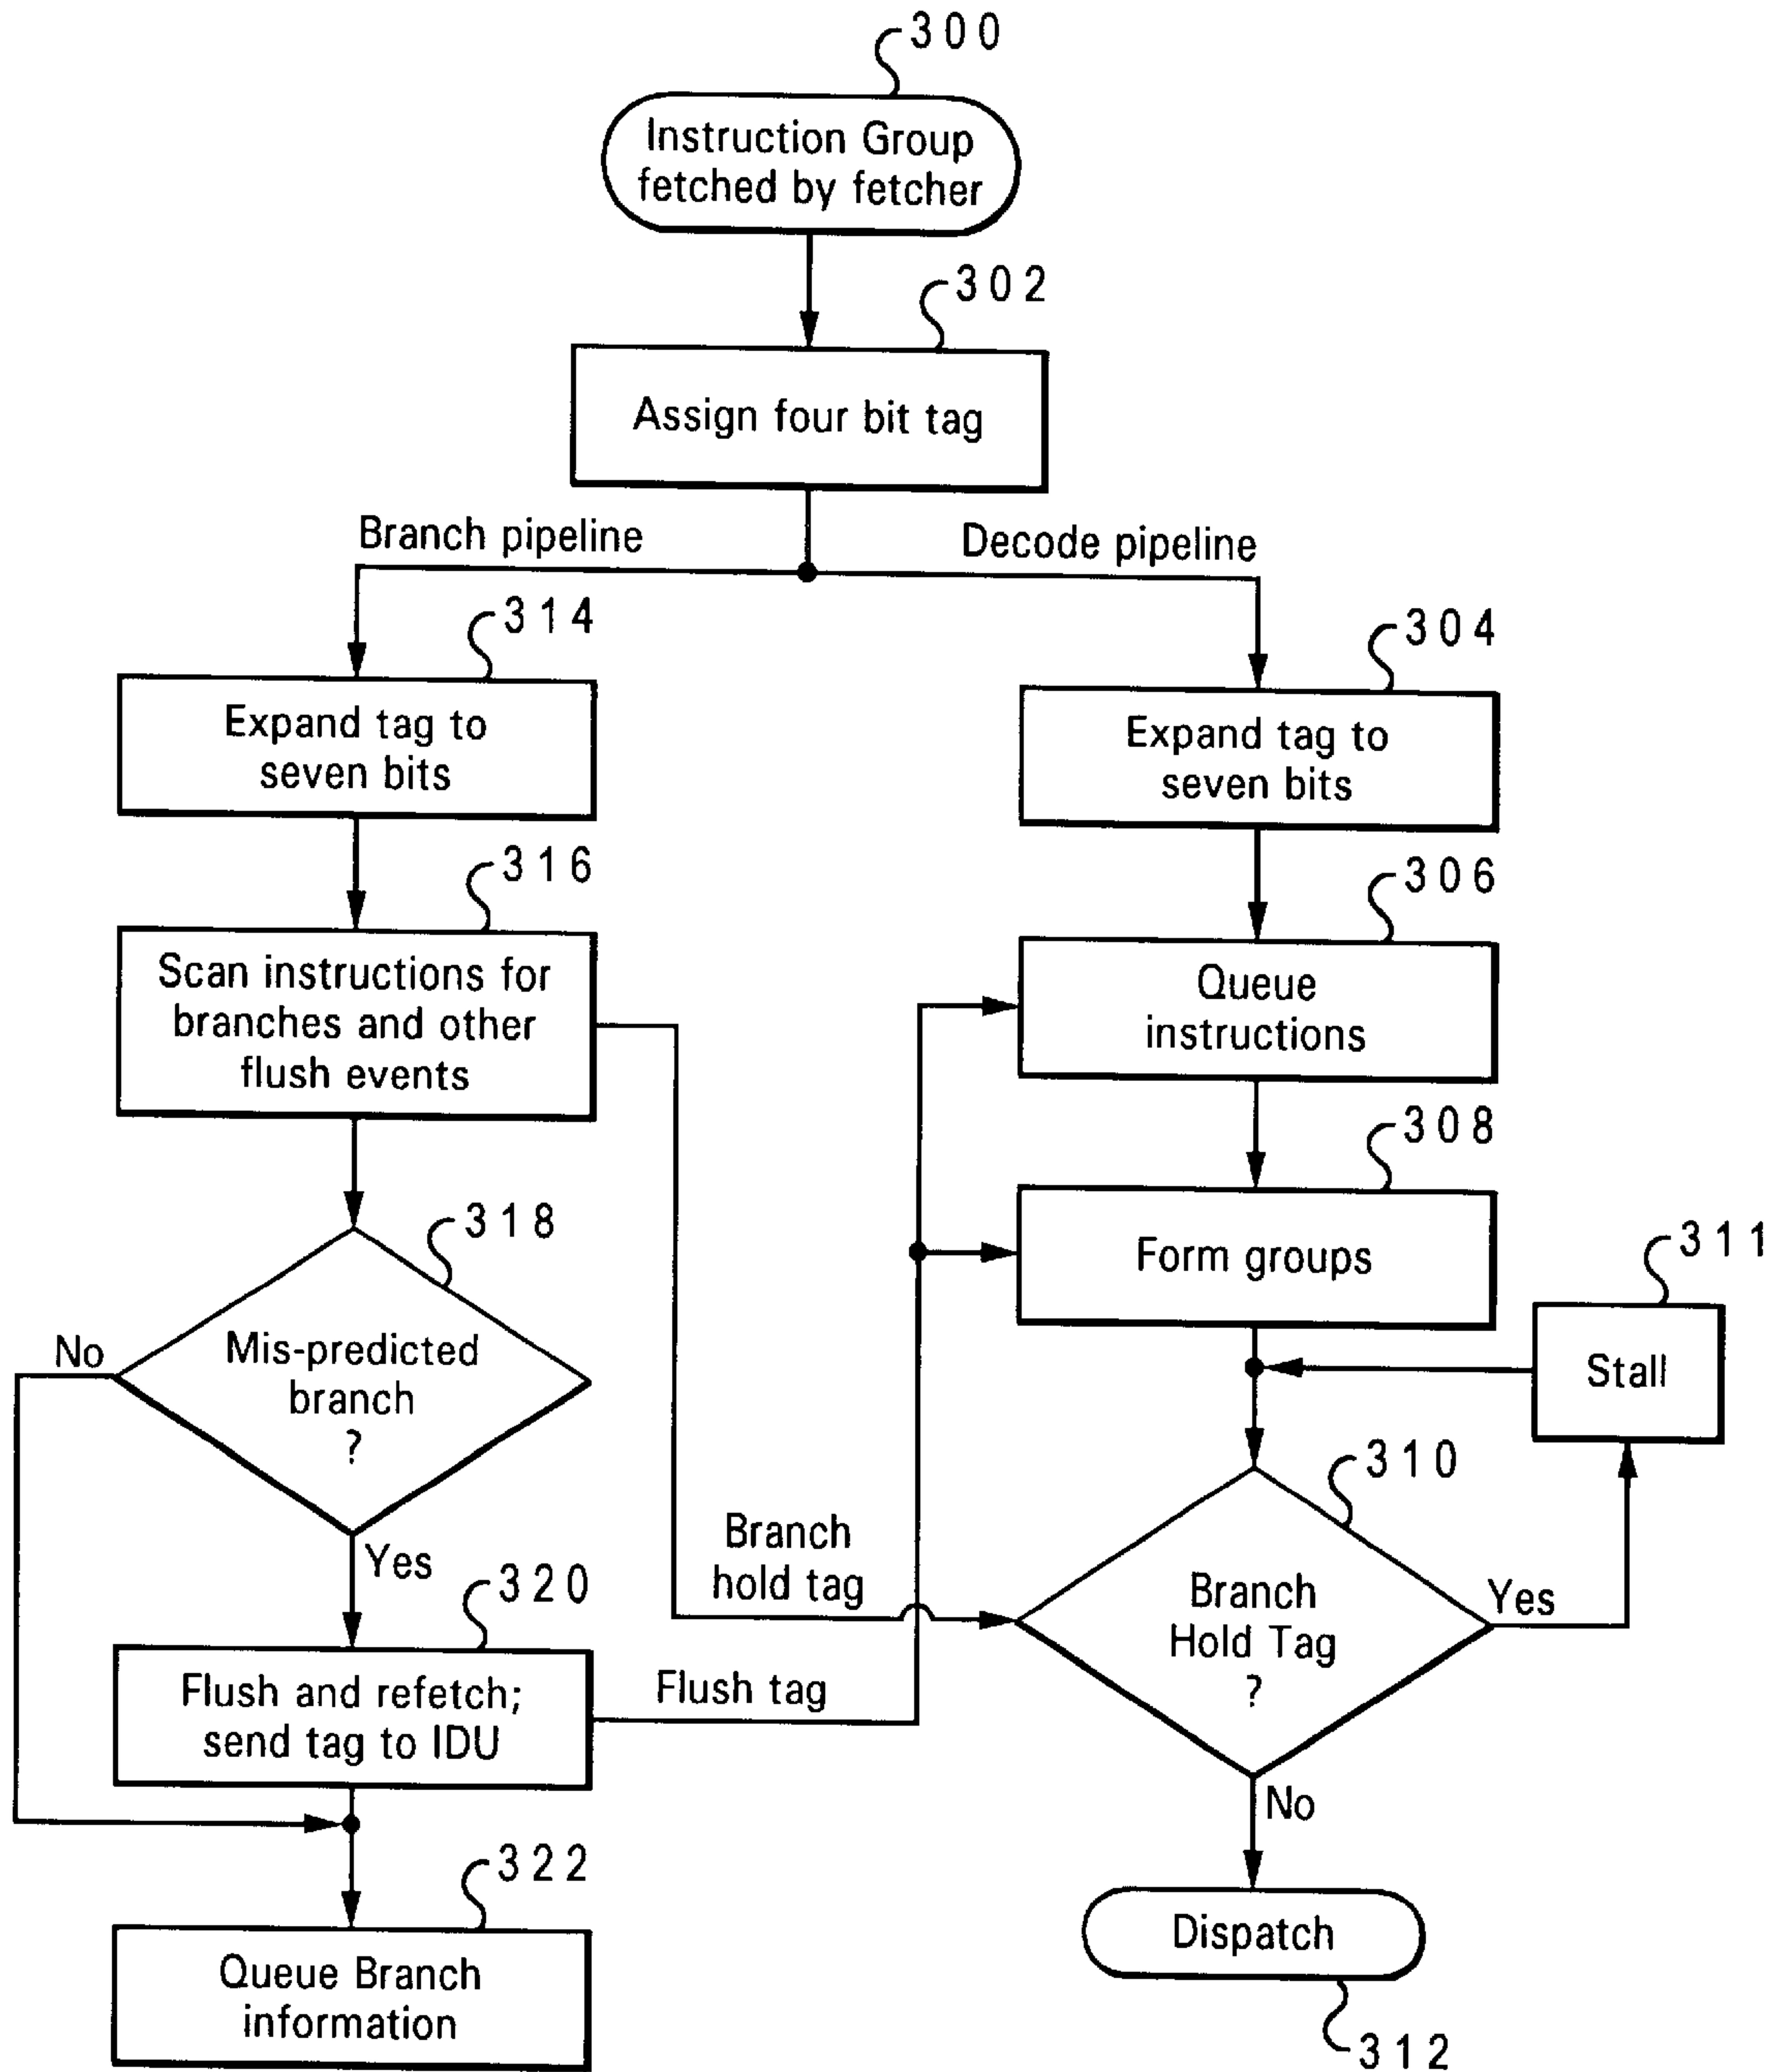 300
Instruction Group
fetched by fetcher
302
Assign four bit tag
Branch pipeline
Decode pipeline
314
Expand tag to
seven bits
304
Expand tag to
seven bits
316
Scan instructions for
branches and other
flush events
306
Queue
instructions
308
Form groups
311
Stall
318
Mis-predicted
branch
?
No
Yes
Branch
hold tag
310
Branch
Hold Tag
?
Yes
No
320
Flush and refetch;
send tag to IDU
Flush tag
322
Queue Branch
information
Dispatch
312